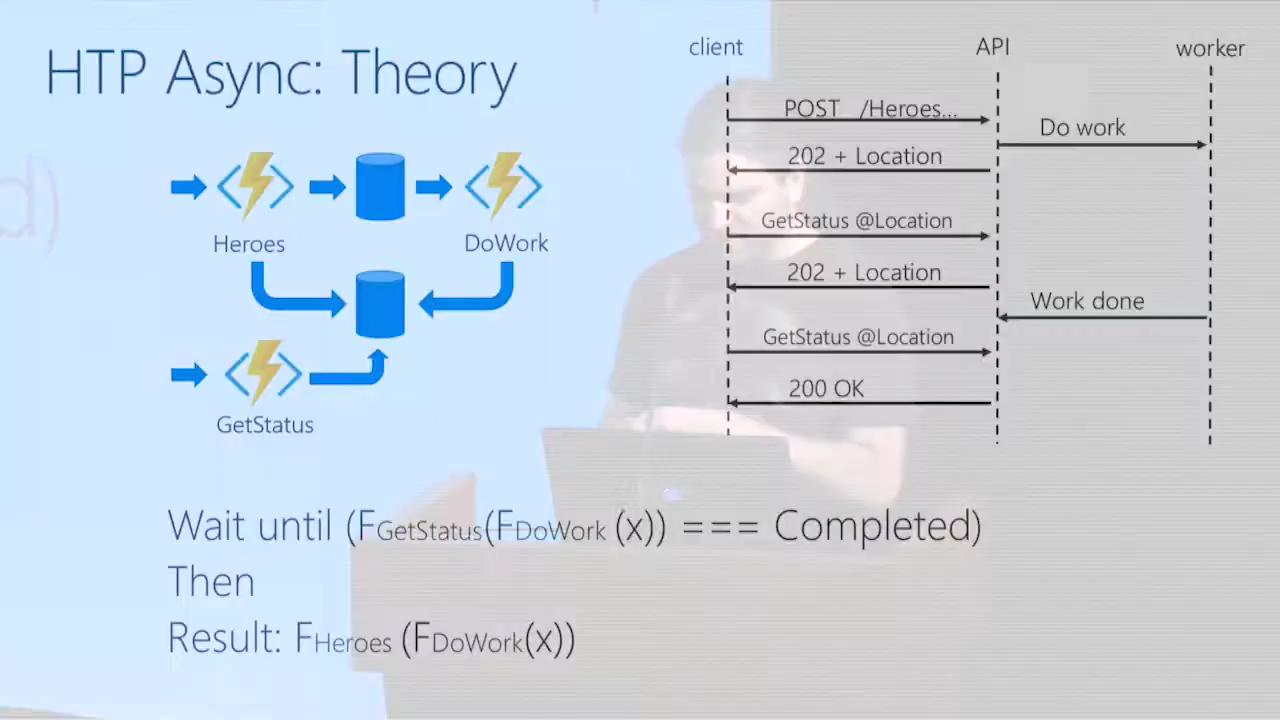 HTP Async: Theory
d)
Heroes
DoWork
GetStatus
client
API
worker
POST /Heroes...
Do work
202 + Location
GetStatus @Location
202 + Location
Work done
GetStatus @Location
200 OK
Wait until (FGetStatus(FDoWork (x)) === Completed)
Then
Result: FHeroes (FDoWork(x))